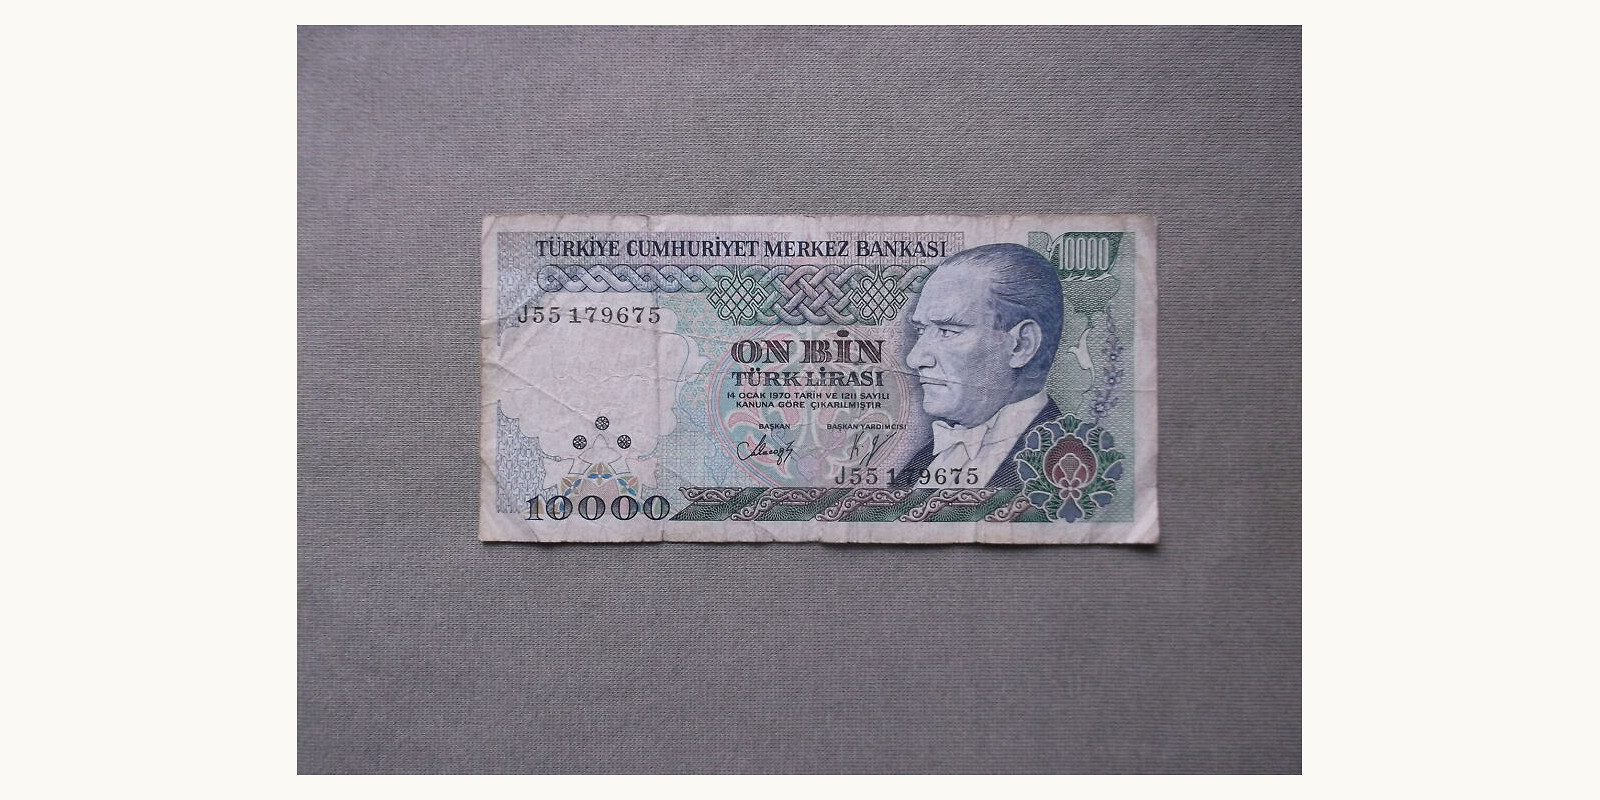 TÜRKİYE CUMHURİYET MERKEZ BANKASI
10000
J55 179675
ON BİN
TÜRK LİRASI
14 OCAK 1970 TARİH VE 1211 SAYILI
KANUNA GÖRE ÇIKARILMIŞTIR
BAŞKAN BAŞKAN YARDIMCISI
J55 179675
10000